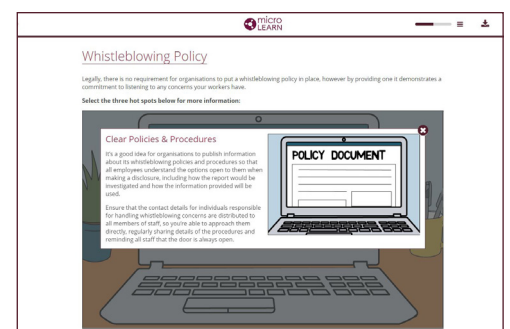 micro
LEARN
Whistleblowing Policy
Legally, there is no requirement for organisations to put a whistleblowing policy in place, however by providing one it demonstrates a
commitment to listening to any concerns your workers have.
Select the three hot spots below for more information:
Clear Policies & Procedures
It's a good idea for organisations to publish information
about its whistleblowing policies and procedures so that
all employees understand the options open to them when
making a disclosure, including how the report would be
investigated and how the information provided will be
used.
Ensure that the contact details for individuals responsible
for handling whistleblowing concerns are distributed to
all members of staff, so you're able to approach them
directly, regularly sharing details of the procedures and
reminding all staff that the door is always open.
POLICY DOCUMENT